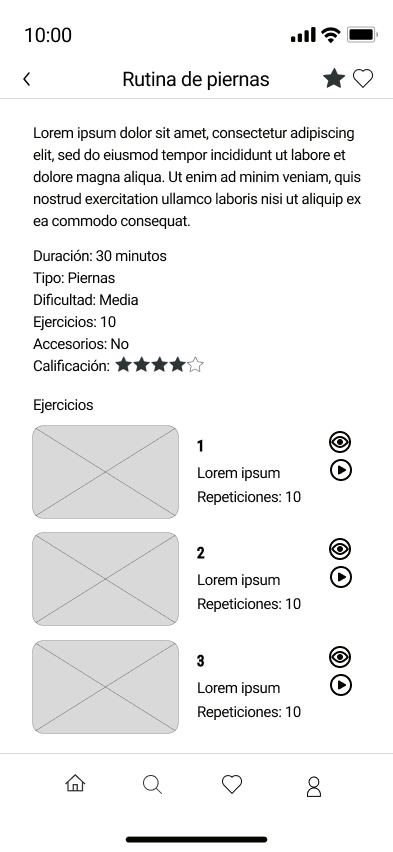 10:00
Rutina de piernas
Lorem ipsum dolor sit amet, consectetur adipiscing
elit, sed do eiusmod tempor incididunt ut labore et
dolore magna aliqua. Ut enim ad minim veniam, quis
nostrud exercitation ullamco laboris nisi ut aliquip ex
ea commodo consequat.
Duración: 30 minutos
Tipo: Piernas
Dificultad: Media
Ejercicios: 10
Accesorios: No
Calificación:
Ejercicios
1
Lorem ipsum
Repeticiones: 10
2
Lorem ipsum
Repeticiones: 10
3
Lorem ipsum
Repeticiones: 10